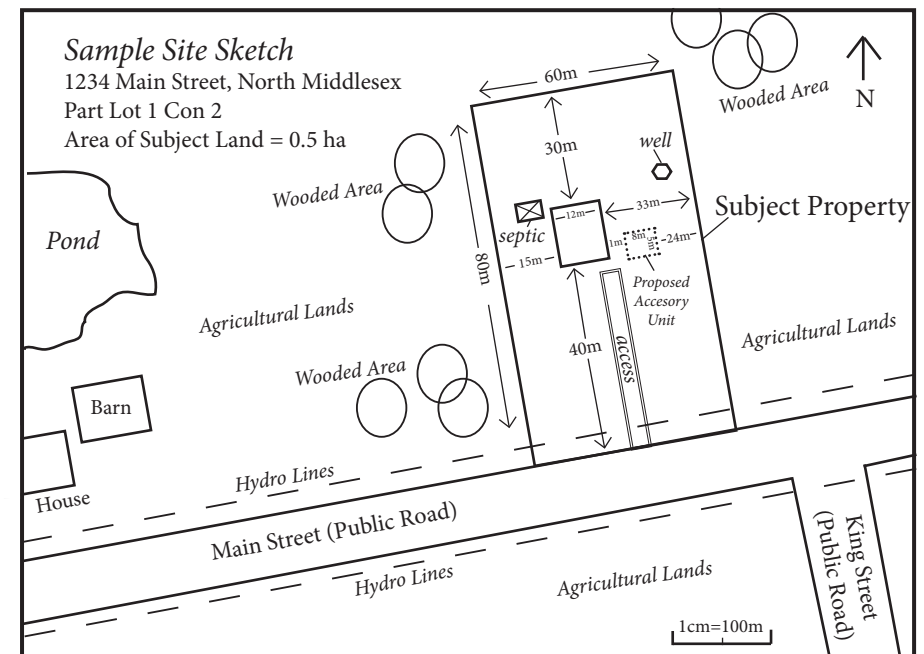 Sample Site Sketch
1234 Main Street, North Middlesex
Part Lot 1 Con 2
Area of Subject Land = 0.5 ha
60m
Wooded Area
N
30m
well
Wooded Area
33m
Subject Property
12m
septic
Pond
1m
8m
5m
24m
15m
80m
Proposed
Accesory
Unit
Agricultural Lands
Agricultural Lands
40m
access
Wooded Area
Barn
House
Hydro Lines
Main Street (Public Road)
King Street
(Public Road)
Hydro Lines
Agricultural Lands
1cm=100m